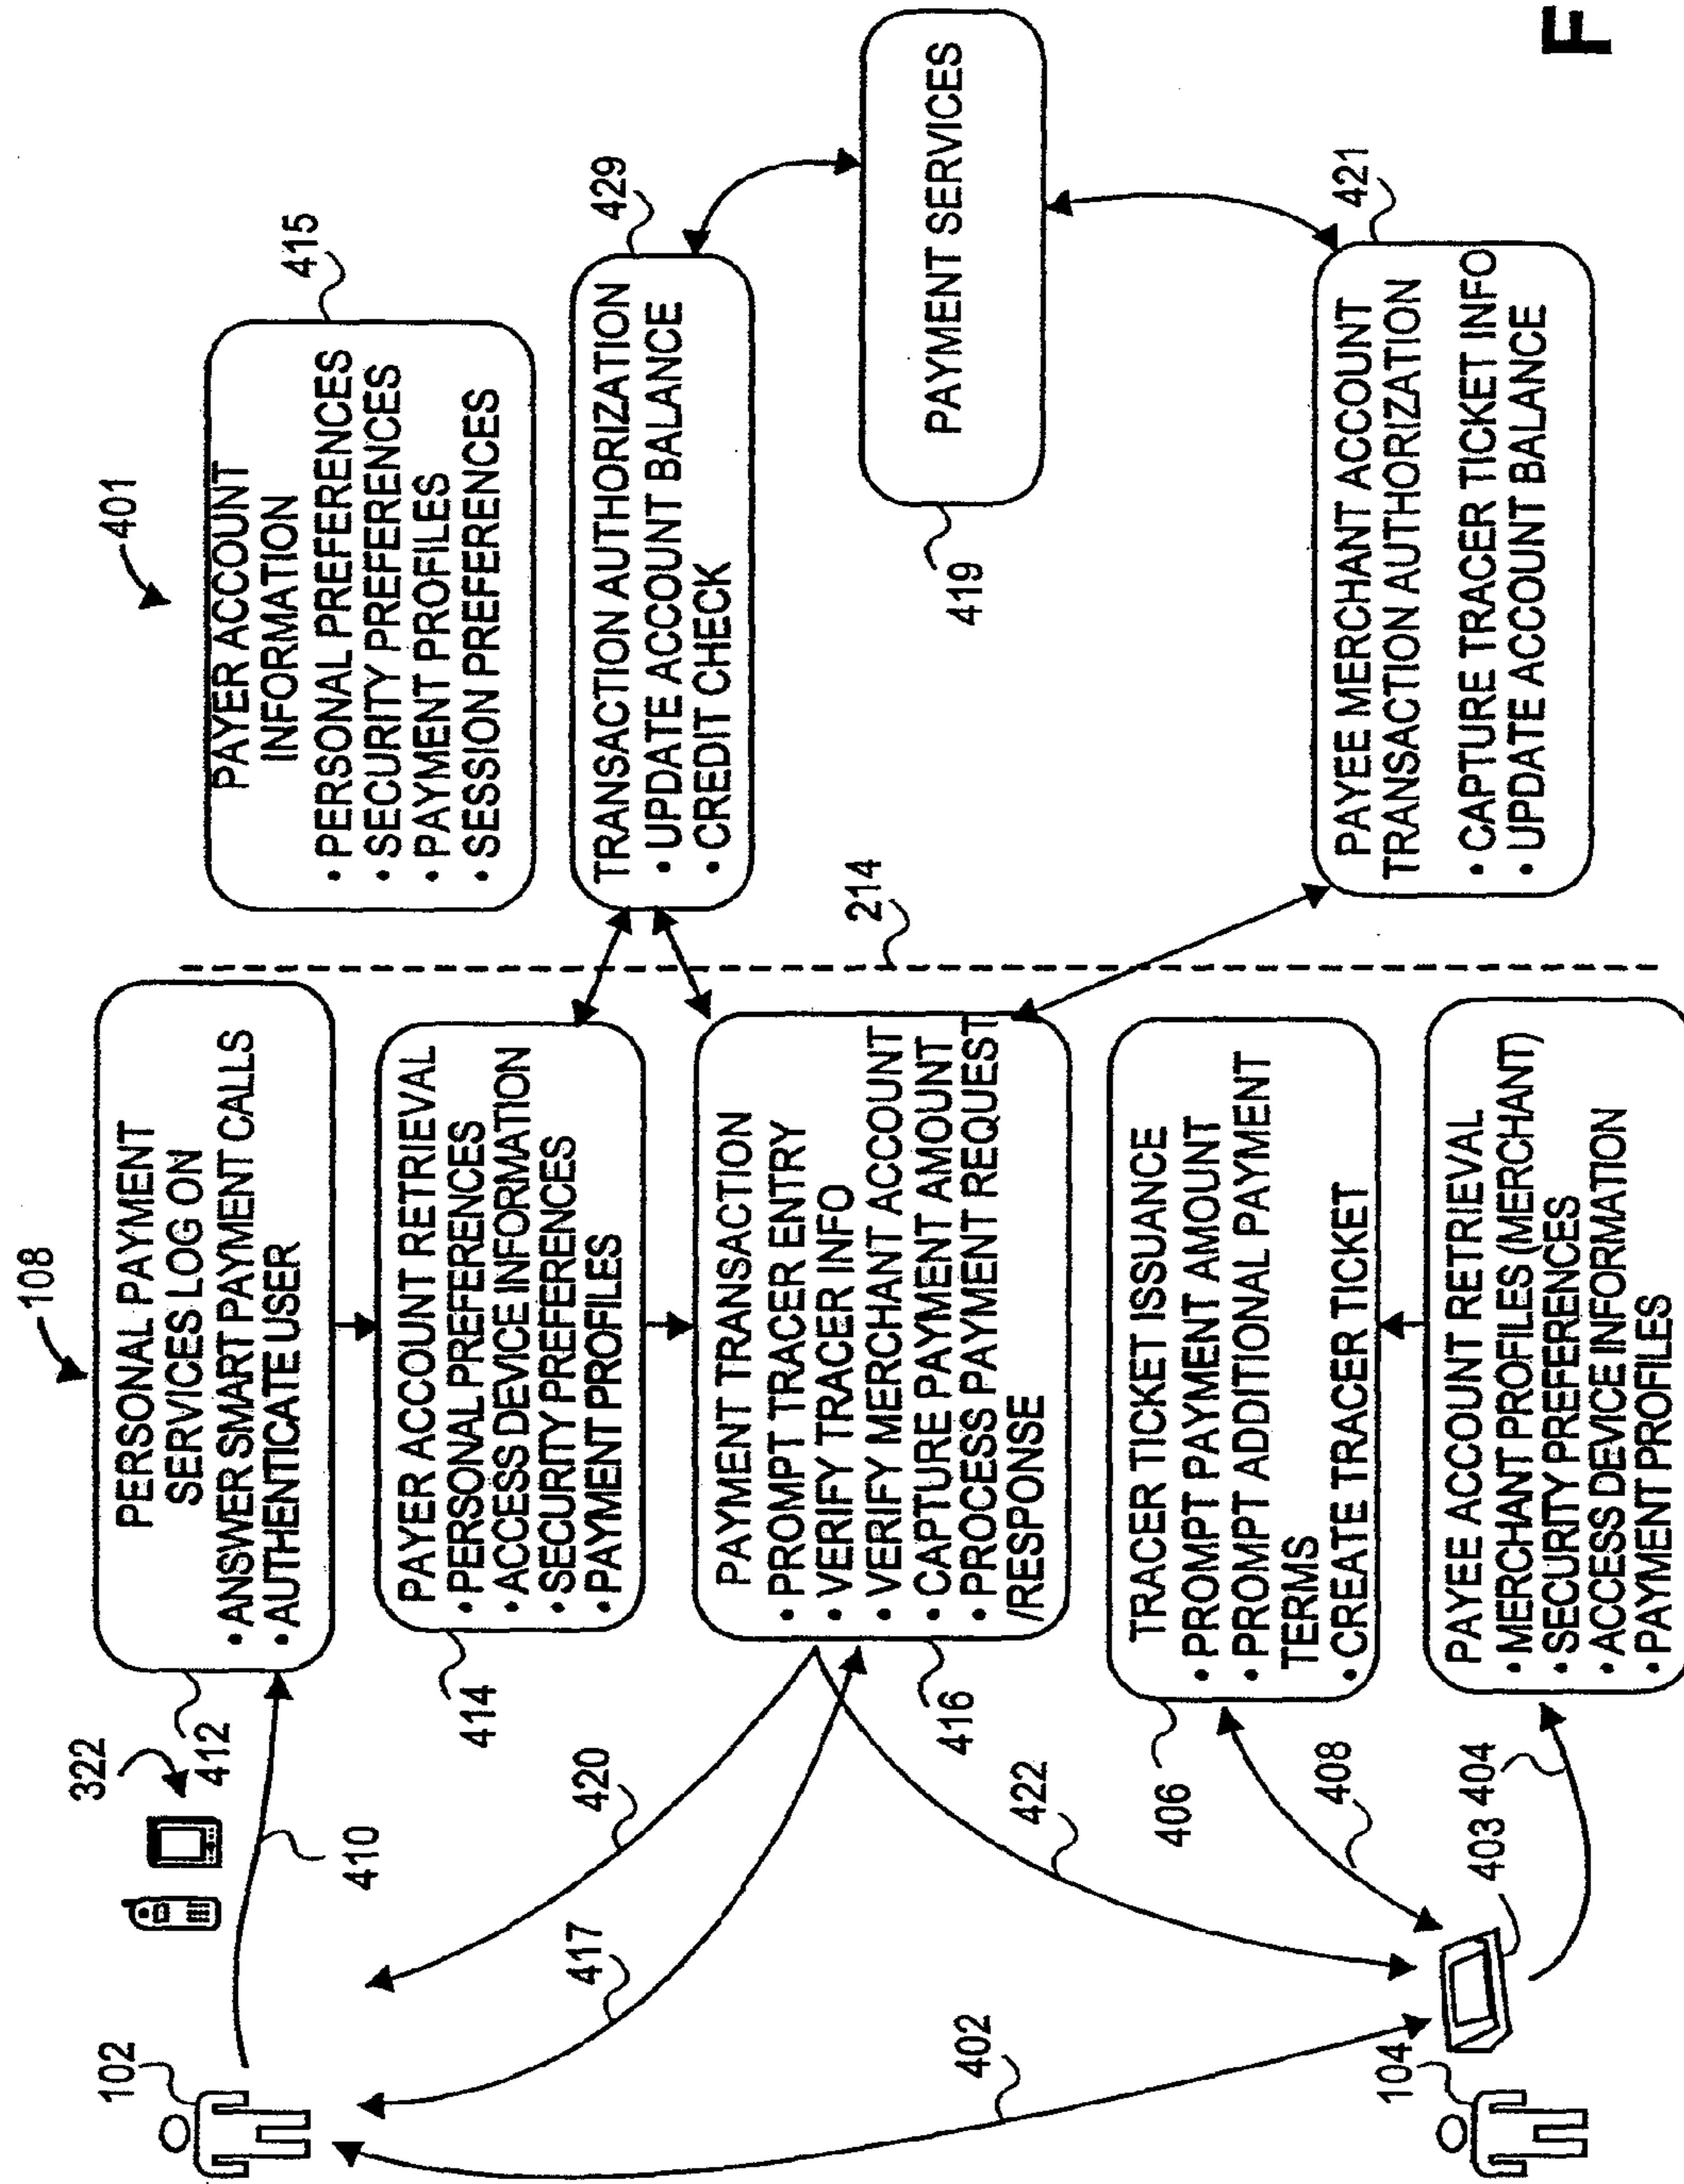 108
PERSONAL PAYMENT
SERVICES LOG ON
• ANSWER SMART PAYMENT CALLS
• AUTHENTICATE USER
412
322
410
102
PAYER ACCOUNT RETRIEVAL
• PERSONAL PREFERENCES
• ACCESS DEVICE INFORMATION
• SECURITY PREFERENCES
• PAYMENT PROFILES
414
PAYMENT TRANSACTION
• PROMPT TRACER ENTRY
• VERIFY TRACER INFO
• VERIFY MERCHANT ACCOUNT
• CAPTURE PAYMENT AMOUNT
• PROCESS PAYMENT REQUEST
/RESPONSE
416
420
417
422
402
TRACER TICKET ISSUANCE
• PROMPT PAYMENT AMOUNT
• PROMPT ADDITIONAL PAYMENT
TERMS
• CREATE TRACER TICKET
406
408
PAYEE ACCOUNT RETRIEVAL
• MERCHANT PROFILES (MERCHANT)
• SECURITY PREFERENCES
• ACCESS DEVICE INFORMATION
• PAYMENT PROFILES
404
403
104
401
PAYER ACCOUNT
INFORMATION
• PERSONAL PREFERENCES
• SECURITY PREFERENCES
• PAYMENT PROFILES
• SESSION PREFERENCES
415
TRANSACTION AUTHORIZATION
• UPDATE ACCOUNT BALANCE
• CREDIT CHECK
429
214
PAYMENT SERVICES
419
PAYEE MERCHANT ACCOUNT
TRANSACTION AUTHORIZATION
• CAPTURE TRACER TICKET INFO
• UPDATE ACCOUNT BALANCE
421
F